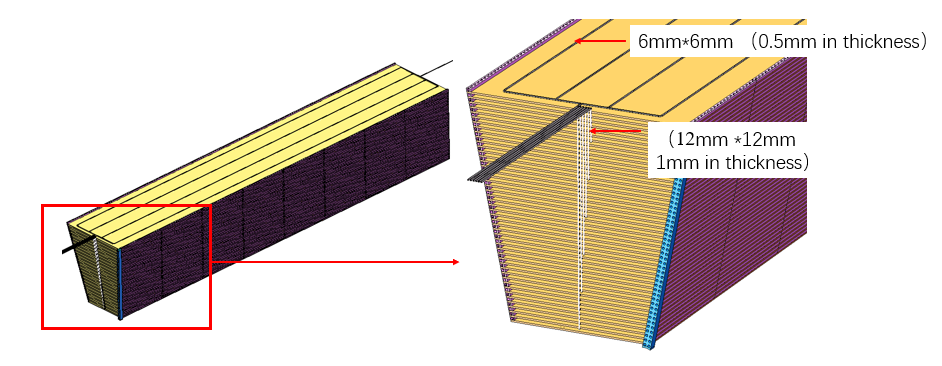 6mm*6mm （0.5mm in thickness）
（12mm *12mm
1mm in thickness）